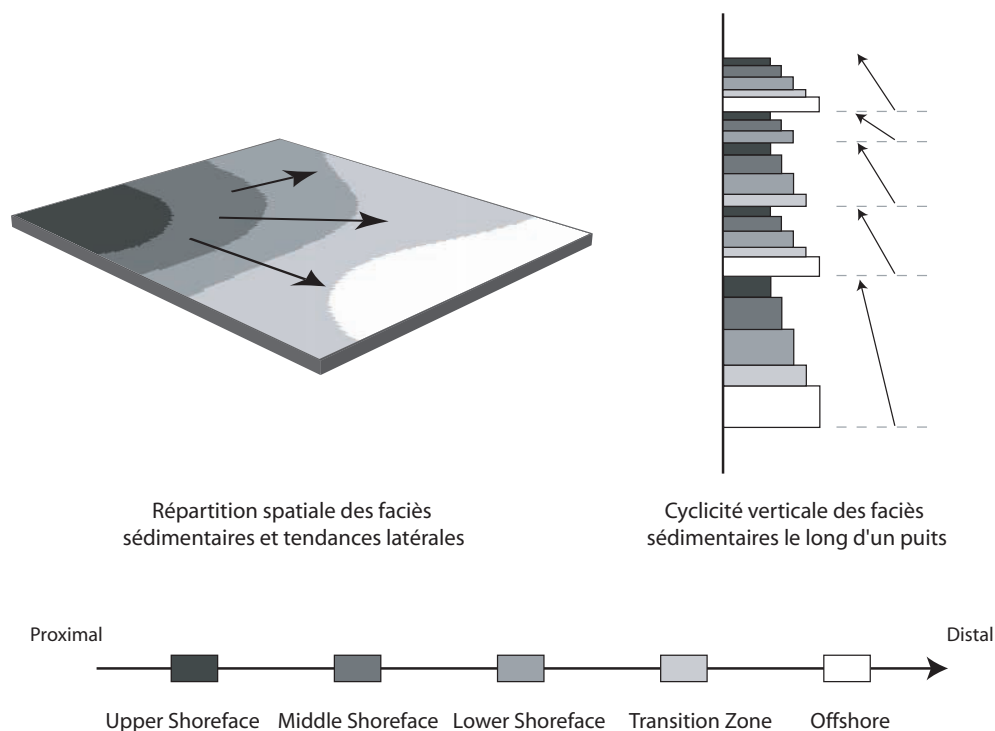 Répartition spatiale des faciès
sédimentaires et tendances latérales
Cyclicité verticale des faciès
sédimentaires le long d'un puits
Proximal
Distal
Upper Shoreface
Middle Shoreface
Lower Shoreface
Transition Zone
Offshore